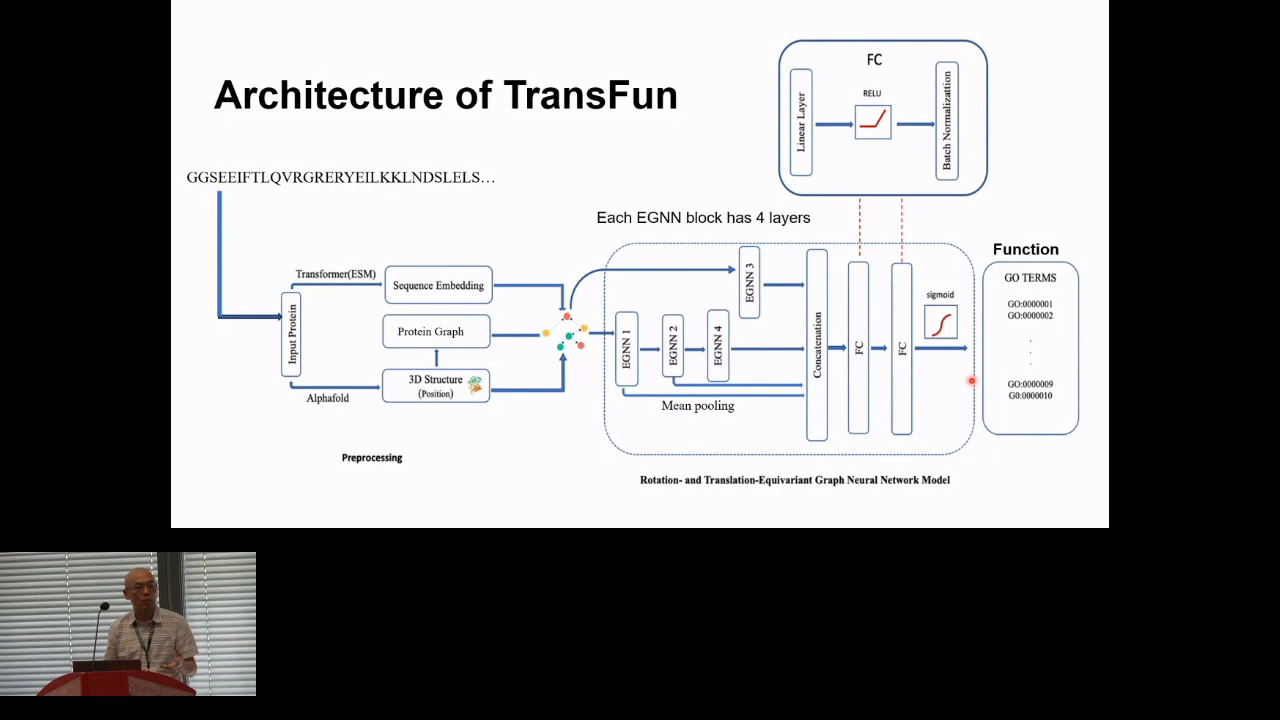 Architecture of TransFun
FC
Linear Layer
RELU
Batch Normalizattion
GGSEEIFTLQVRGRERYEILKKLNDSLELS…
Each EGNN block has 4 layers
Function
Transformer(ESM)
Sequence Embedding
Input Protein
Protein Graph
Alphafold
3D Structure
(Position)
Preprocessing
EGNN 1
EGNN 2
EGNN 3
EGNN 4
Mean pooling
Concatenation
FC
FC
sigmoid
GO TERMS
GO:0000001
GO:0000002
.
.
.
GO:0000009
G0:0000010
Rotation- and Translation-Equivariant Graph Neural Network Model